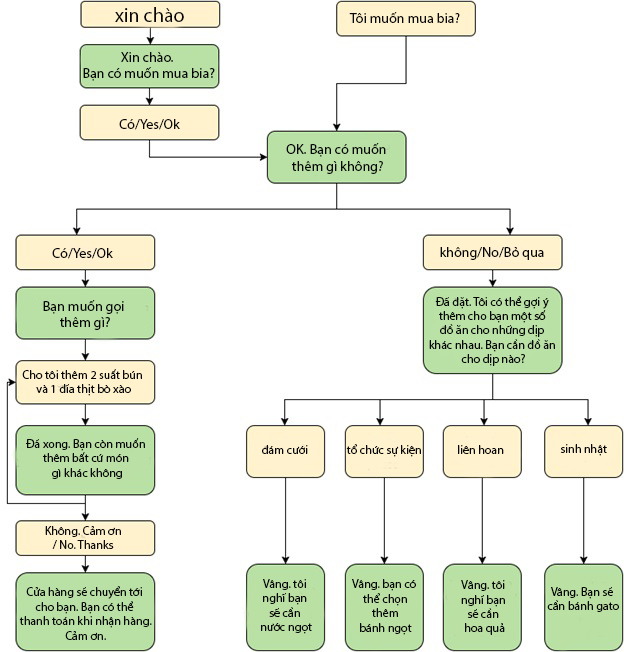 xin chào
Tôi muốn mua bia?
Xin chào.
Bạn có muốn mua bia?
Có/Yes/Ok
OK. Bạn có muốn
thêm gì không?
Có/Yes/Ok
không/No/Bỏ qua
Bạn muốn gọi
thêm gì?
Đã đặt. Tôi có thể gợi ý
thêm cho bạn một số
đồ ăn cho những dịp
khác nhau. Bạn cần đồ ăn
cho dịp nào?
Cho tôi thêm 2 suất bún
và 1 đĩa thịt bò xào
Đã xong. Bạn còn muốn
thêm bất cứ món
gì khác không
đám cưới
tổ chức sự kiện
liên hoan
sinh nhật
Không. Cảm ơn
/ No. Thanks
Cửa hàng sẽ chuyển tới
cho bạn. Bạn có thể
thanh toán khi nhận hàng.
Cảm ơn.
Vâng. tôi
nghĩ bạn
sẽ cần
nước ngọt
Vâng. bạn có
thể chọn
thêm
bánh ngọt
Vâng. tôi
nghĩ bạn
sẽ cần
hoa quả
Vâng. Bạn sẽ
cần bánh gato